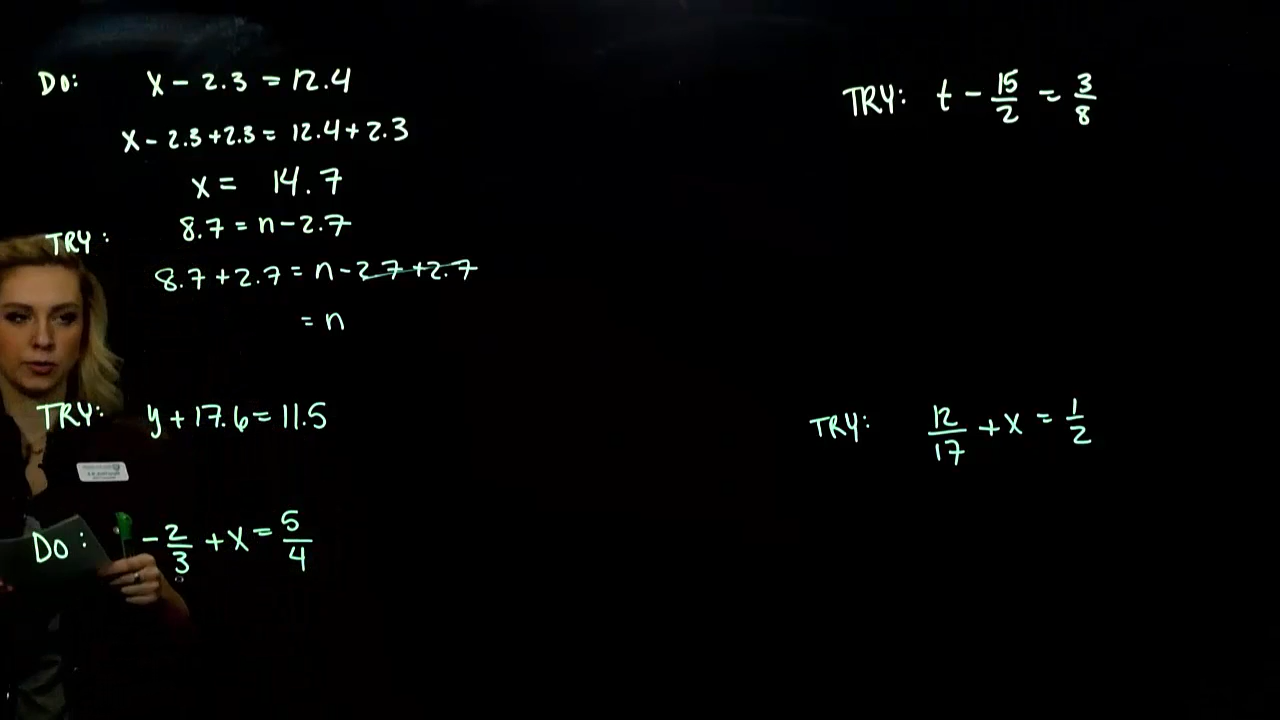 DO: x - 2.3 = 12.4
x - 2.3 + 2.3 = 12.4 + 2.3
x = 14.7
TRY: 8.7 = n - 2.7
8.7 + 2.7 = n - 2.7 + 2.7
= n
TRY: y + 17.6 = 11.5
Do: -2/3 + x = 5/4
TRY: t - 15/2 = 3/8
TRY: 12/17 + x = 1/2